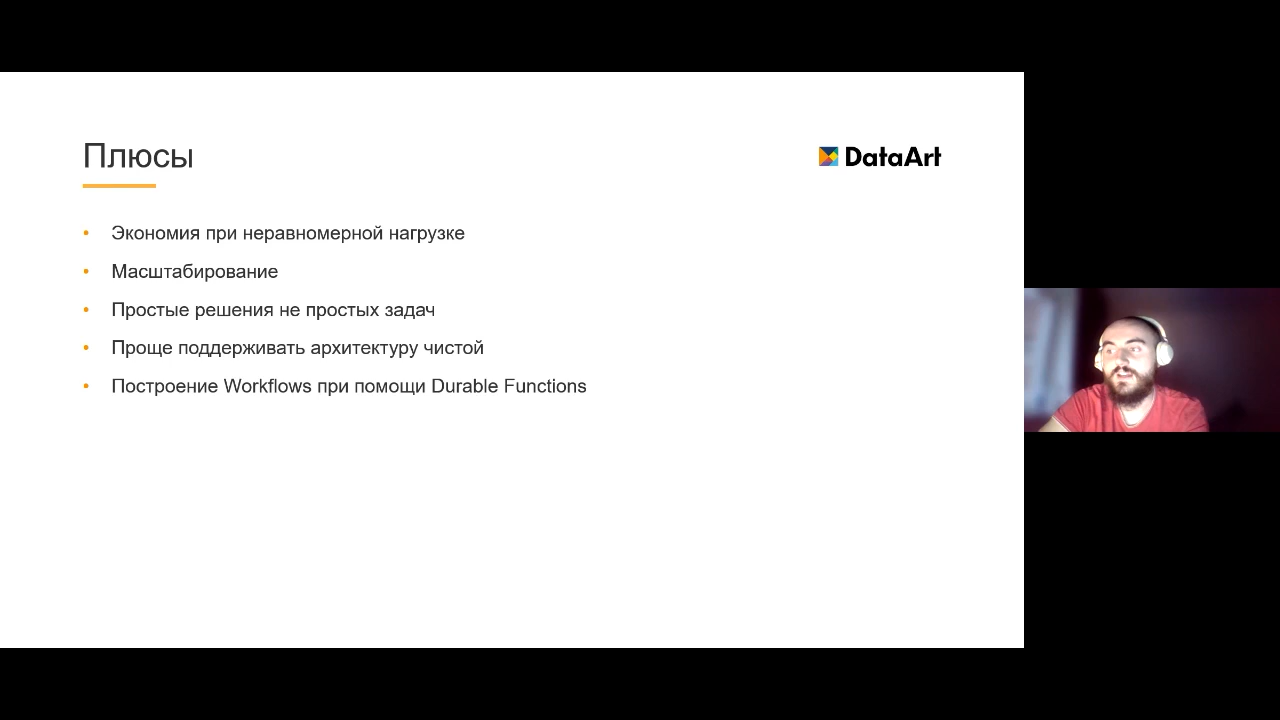 Плюсы
DataArt
Экономия при неравномерной нагрузке
Масштабирование
Простые решения не простых задач
Проще поддерживать архитектуру чистой
Построение Workflows при помощи Durable Functions